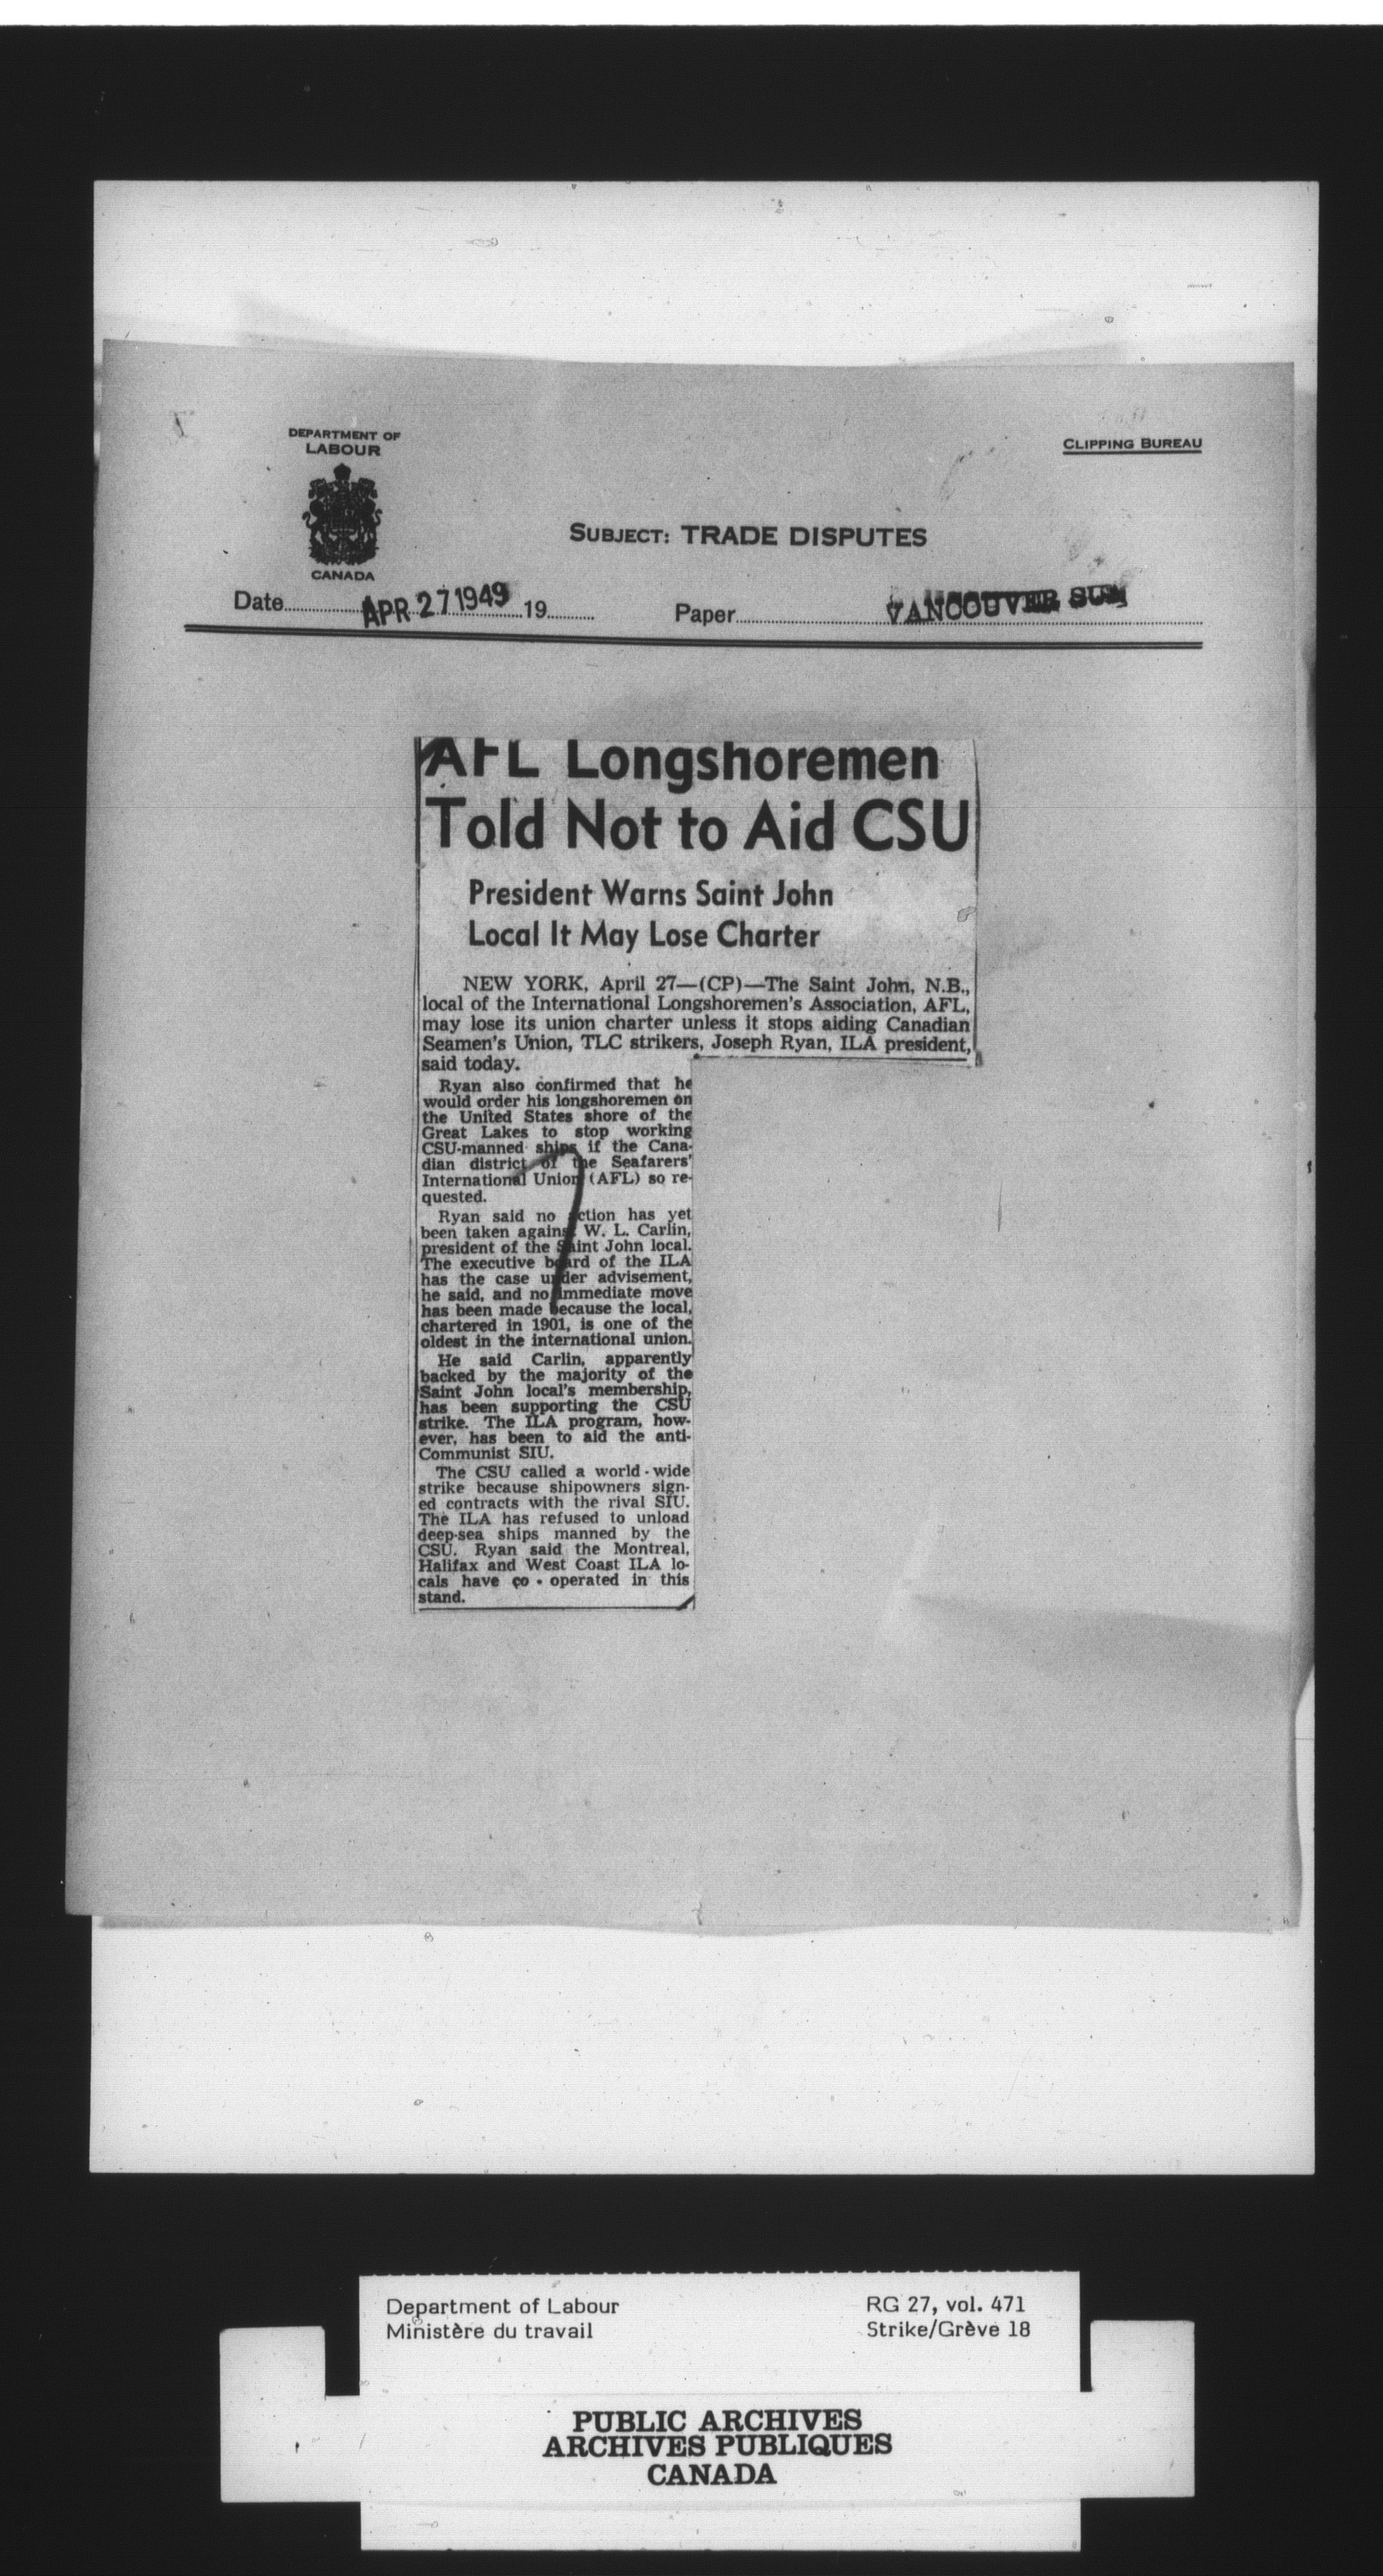 DEPARTMENT OF
LABOUR
CANADA
CLIPPING BUREAU
SUBJECT: TRADE DISPUTES
Date APR 27 1949 19
Paper VANCOUVER SUN
AFL Longshoremen
Told Not to Aid CSU
President Warns Saint John
Local It May Lose Charter
NEW YORK, April 27—(CP)—The Saint John, N.B.,
local of the International Longshoremen's Association, AFL,
may lose its union charter unless it stops aiding Canadian
Seamen's Union, TLC strikers, Joseph Ryan, ILA president,
said today.
Ryan also confirmed that he
would order his longshoremen on
the United States shore of the
Great Lakes to stop working
CSU-manned ships if the Cana-
dian district of the Seafarers'
International Union (AFL) so re-
quested.
Ryan said no action has yet
been taken against W. L. Carlin,
president of the Saint John local.
The executive board of the ILA
has the case under advisement,
he said, and no immediate move
has been made because the local,
chartered in 1901, is one of the
oldest in the international union.
He said Carlin, apparently
backed by the majority of the
Saint John local's membership,
has been supporting the CSU
strike. The ILA program, how-
ever, has been to aid the anti-
Communist SIU.
The CSU called a world-wide
strike because shipowners sign-
ed contracts with the rival SIU.
The ILA has refused to unload
deep-sea ships manned by the
CSU. Ryan said the Montreal,
Halifax and West Coast ILA lo-
cals have co-operated in this
stand.
Department of Labour
Ministère du travail
RG 27, vol. 471
Strike/Grève 18
PUBLIC ARCHIVES
ARCHIVES PUBLIQUES
CANADA